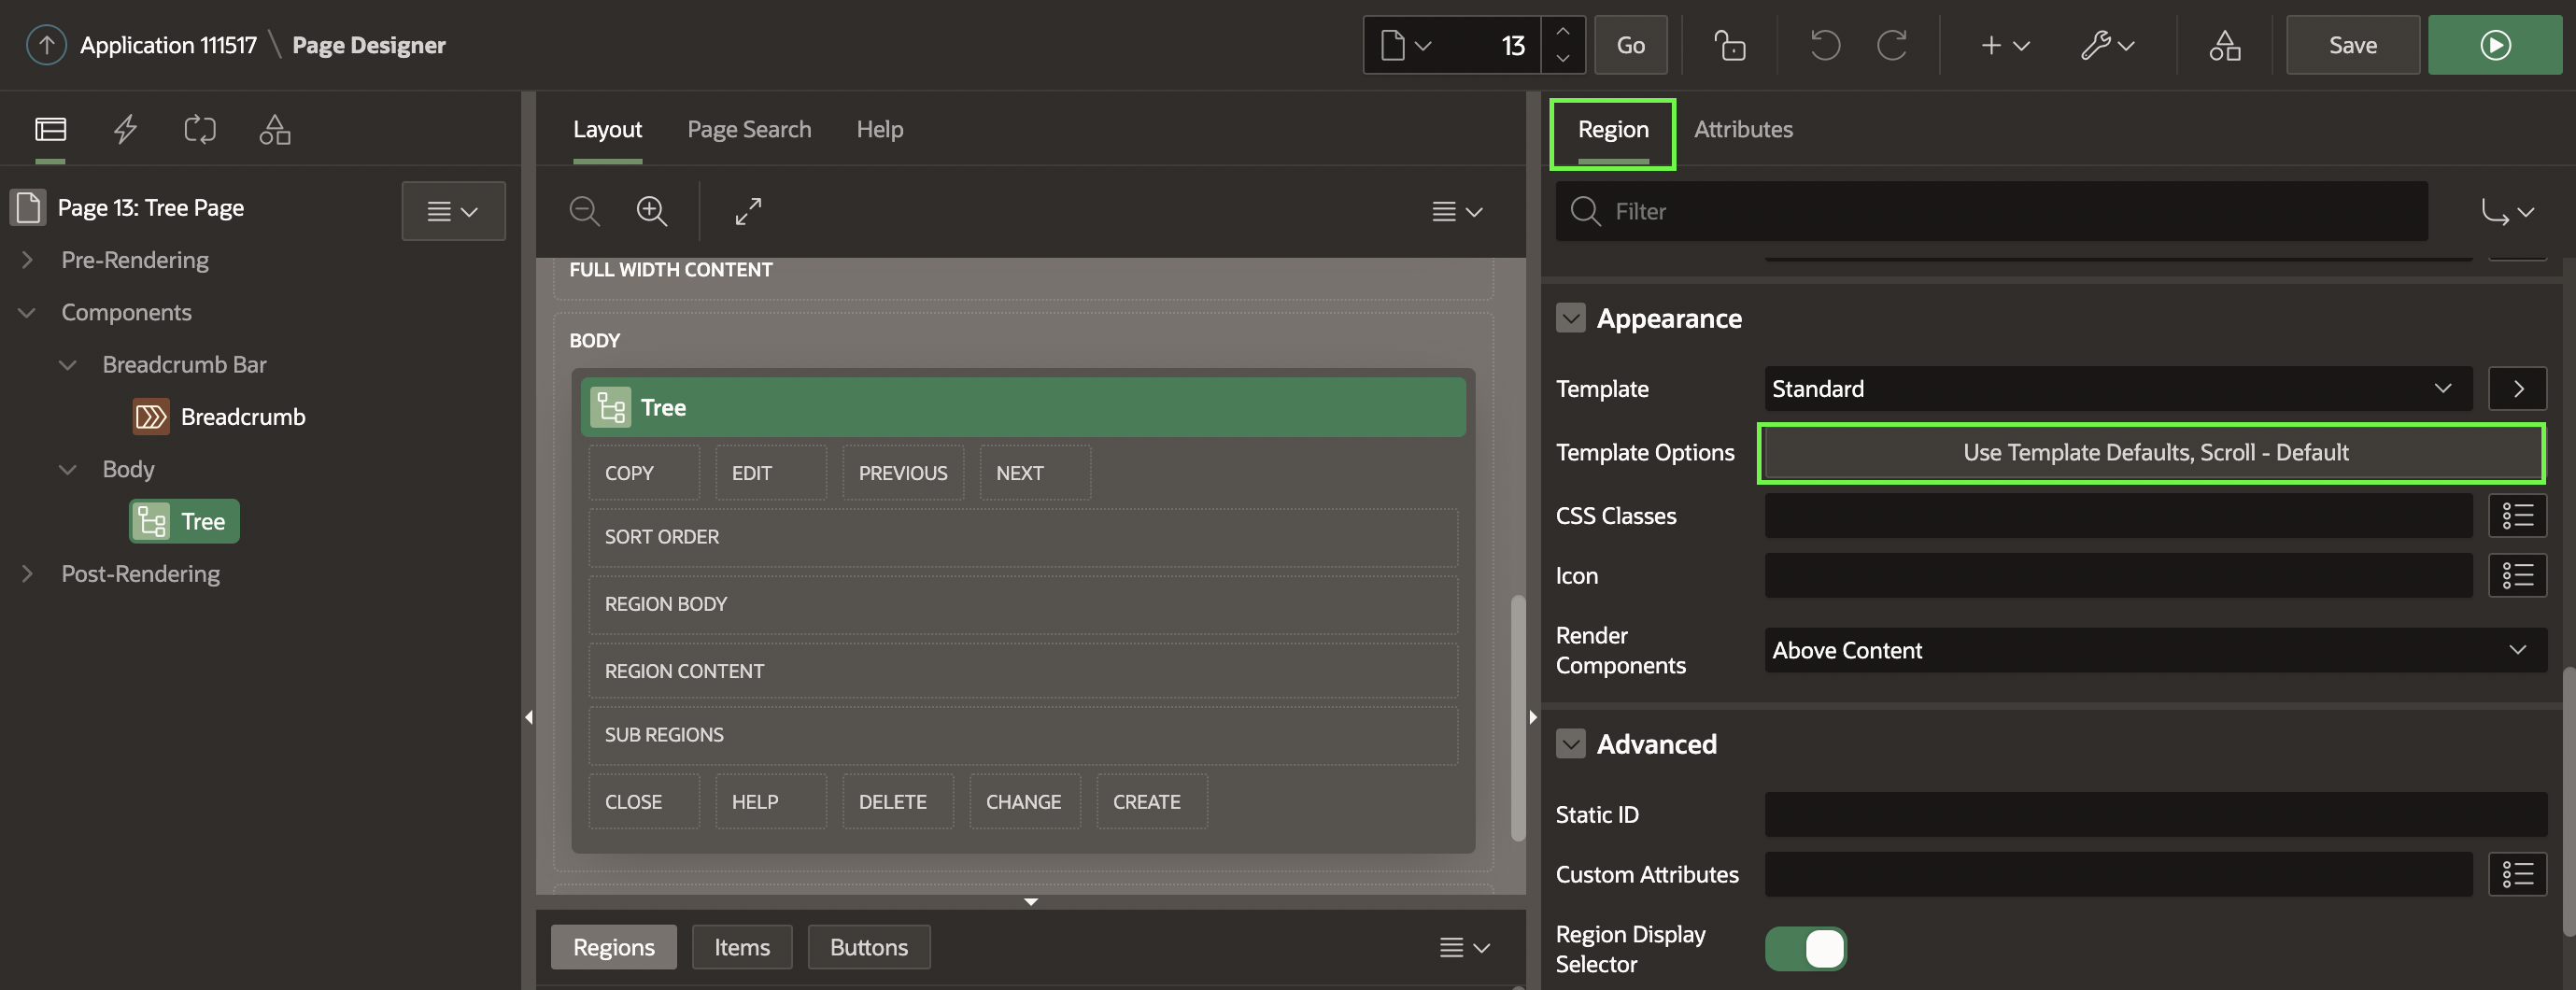 Application 111517 \ Page Designer
13
Go
Save
Layout
Page Search
Help
Region
Attributes
Page 13: Tree Page
Pre-Rendering
Components
Breadcrumb Bar
Breadcrumb
Body
Tree
Post-Rendering
FULL WIDTH CONTENT
BODY
Tree
COPY
EDIT
PREVIOUS
NEXT
SORT ORDER
REGION BODY
REGION CONTENT
SUB REGIONS
CLOSE
HELP
DELETE
CHANGE
CREATE
Regions
Items
Buttons
Filter
Appearance
Template
Standard
Template Options
Use Template Defaults, Scroll - Default
CSS Classes
Icon
Render
Components
Above Content
Advanced
Static ID
Custom Attributes
Region Display
Selector